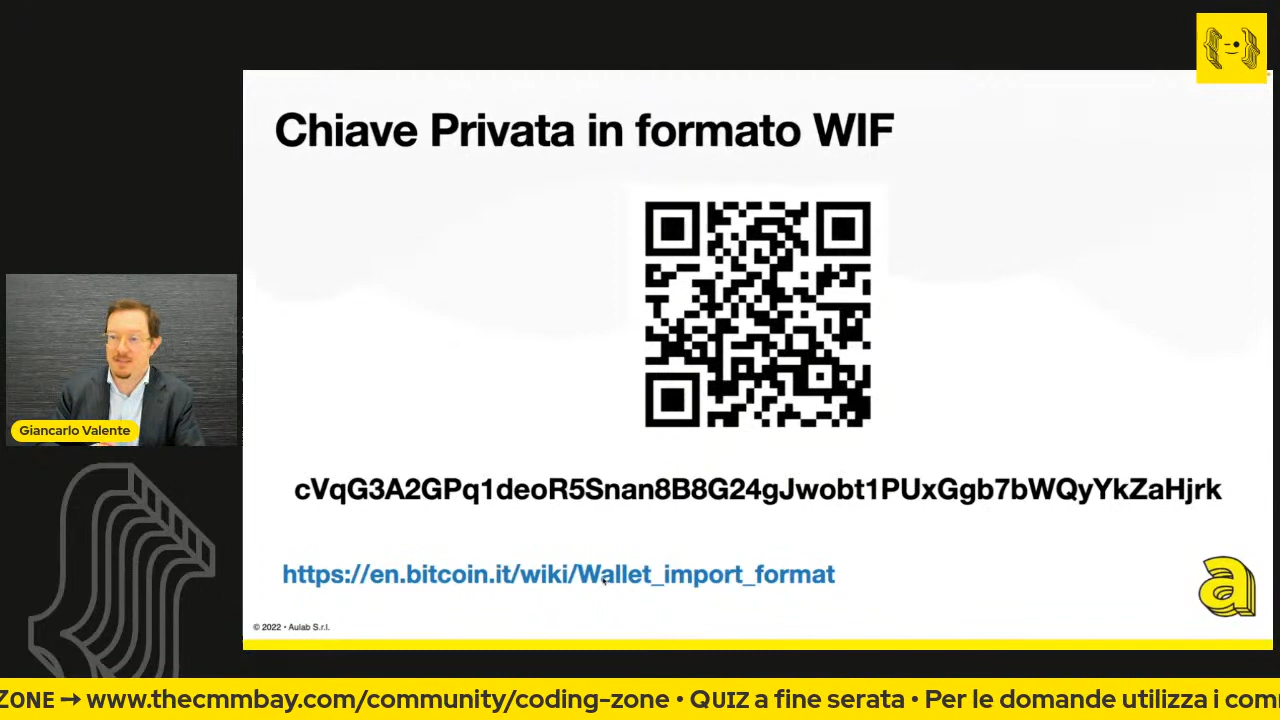 Chiave Privata in formato WIF
Giancarlo Valente
cVqG3A2GPq1deoR5Snan8B8G24gJwobt1PUxGgb7bWQyYkZaHjrk
https://en.bitcoin.it/wiki/Wallet_import_format
© 2022 • Aulab S.r.l.
ZONE → www.thecmmbay.com/community/coding-zone • QUIZ a fine serata • Per le domande utilizza i com